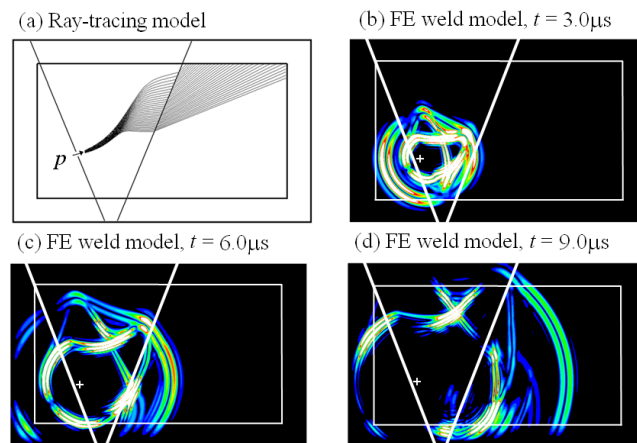 (a) Ray-tracing model
(b) FE weld model, t = 3.0μs
p
(c) FE weld model, t = 6.0μs
(d) FE weld model, t = 9.0μs